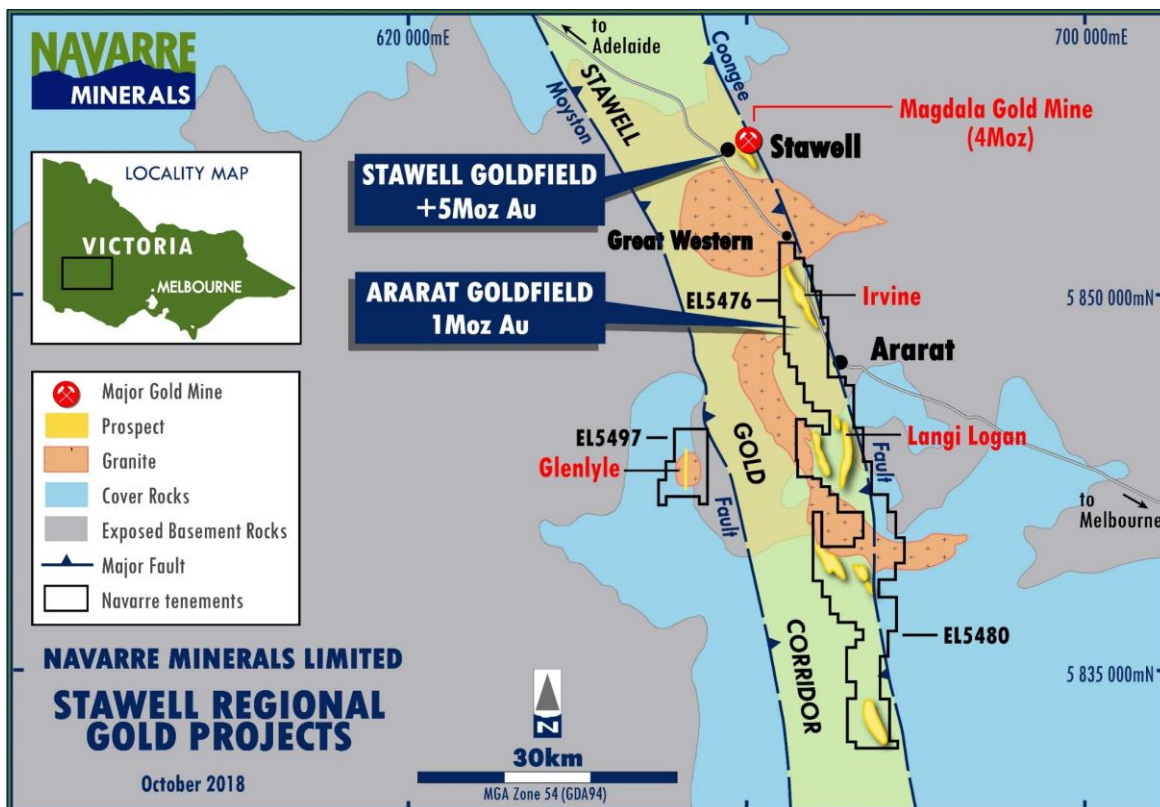 NAVARRE
MINERALS
620 000mE
to
Adelaide
700 000mE
Coongee
STAWELL
Moyston
Magdala Gold Mine
(4Moz)
Stawell
STAWELL GOLDFIELD
+5Moz Au
LOCALITY MAP
VICTORIA
MELBOURNE
Great Western
ARARAT GOLDFIELD
1Moz Au
EL5476
Irvine
5 850 000mN
Ararat
Major Gold Mine
Prospect
Granite
Cover Rocks
Exposed Basement Rocks
Major Fault
Navarre tenements
EL5497
Glenlyle
GOLD
Fault
Langi Logan
Fault
to
Melbourne
EL5480
CORRIDOR
5 835 000mN
NAVARRE MINERALS LIMITED
STAWELL REGIONAL
GOLD PROJECTS
October 2018
N
30km
MGA Zone 54 (GDA94)